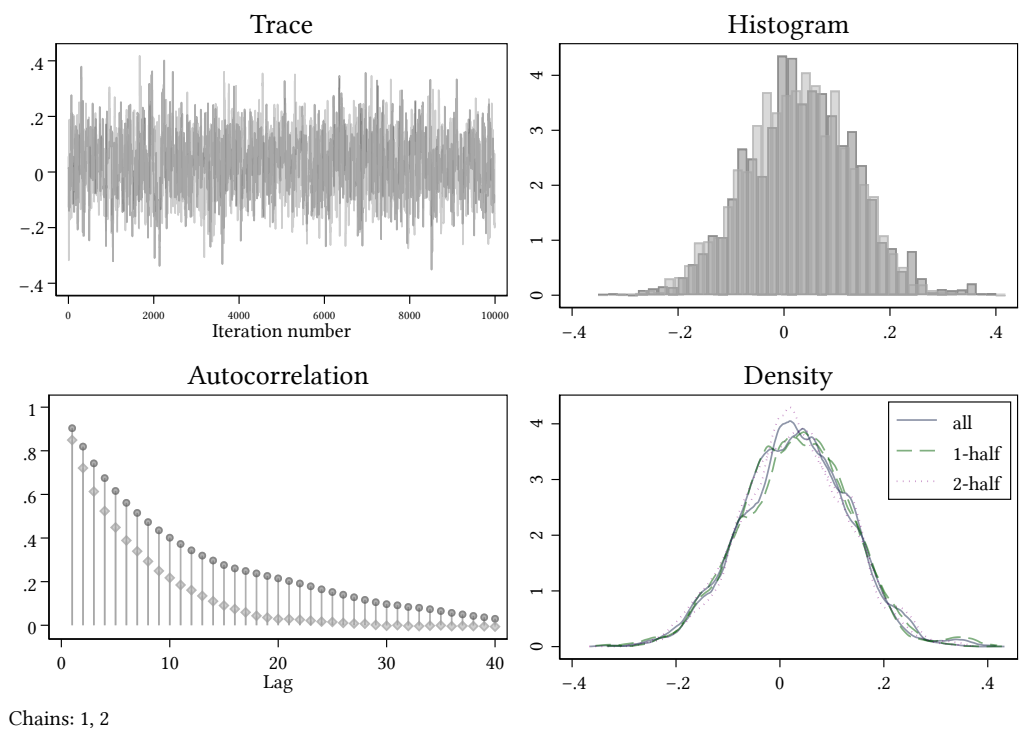 Trace
.4
.2
0
−.2
−.4
0 2000 4000 6000 8000 10000
Iteration number
Histogram
4
3
2
1
0
−.4 −.2 0 .2 .4
Autocorrelation
1
.8
.6
.4
.2
0
0 10 20 30 40
Lag
Density
4
3
2
1
0
−.4 −.2 0 .2 .4
all
1-half
2-half
Chains: 1, 2